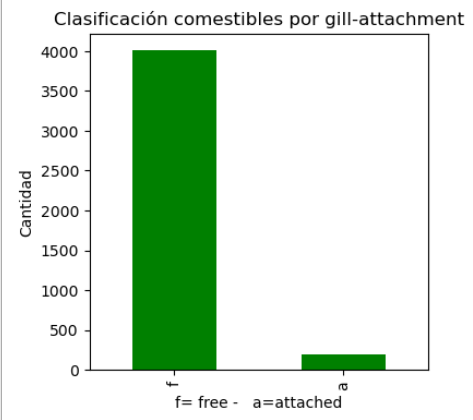 Clasificación comestibles por gill-attachment
4000
3500
3000
2500
2000
1500
1000
500
0
Cantidad
f
a
f= free -   a=attached